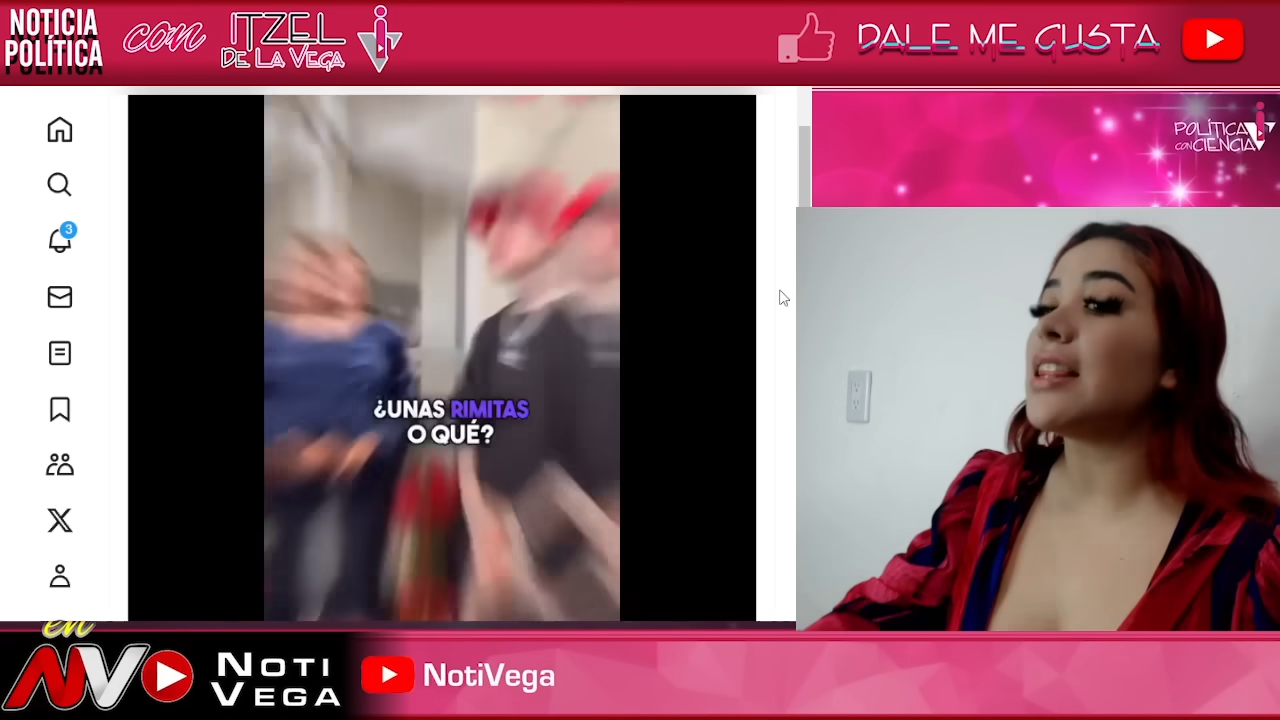 NOTICIA
POLÍTICA
con
ITZEL
DE LA VEGA
DALE ME GUSTA
POLÍTICA
CON CIENCIA
3
¿UNAS RIMITAS
O QUÉ?
en
NV
NOTI
VEGA
NotiVega